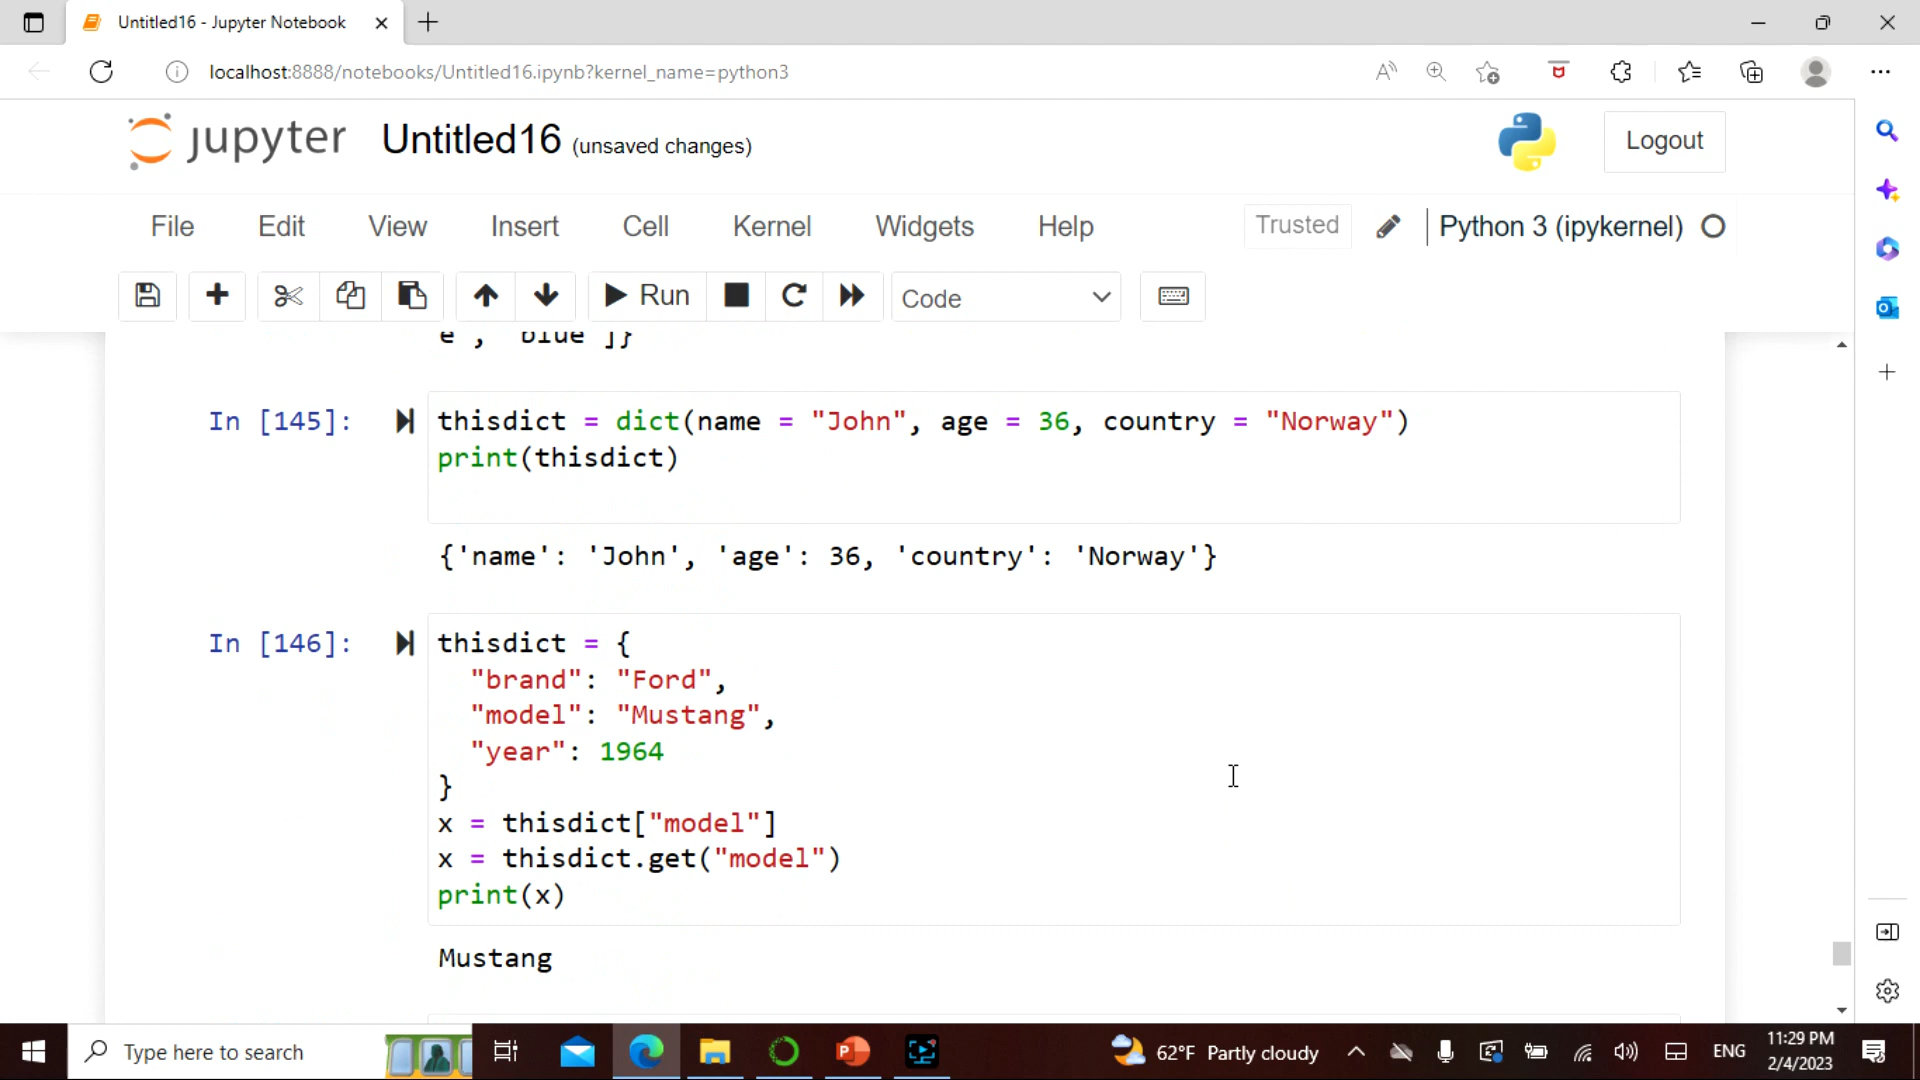 Untitled16 - Jupyter Notebook
localhost:8888/notebooks/Untitled16.ipynb?kernel_name=python3
jupyter Untitled16 (unsaved changes)
Logout
File Edit View Insert Cell Kernel Widgets Help Trusted Python 3 (ipykernel)
Run Code
e', 'blue']}
In [145]: thisdict = dict(name = "John", age = 36, country = "Norway")
print(thisdict)
{'name': 'John', 'age': 36, 'country': 'Norway'}
In [146]: thisdict = {
"brand": "Ford",
"model": "Mustang",
"year": 1964
}
x = thisdict["model"]
x = thisdict.get("model")
print(x)
Mustang
Type here to search
62°F Partly cloudy
ENG
11:29 PM
2/4/2023